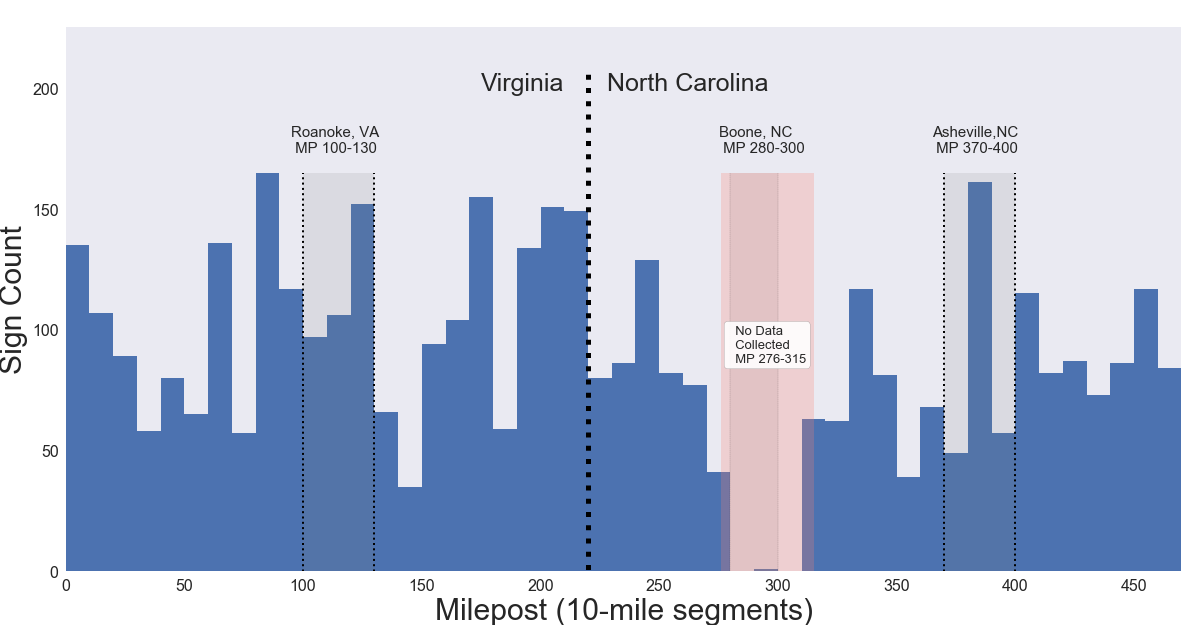 Virginia
North Carolina
Roanoke, VA
MP 100-130
Boone, NC
MP 280-300
Asheville,NC
MP 370-400
No Data
Collected
MP 276-315
Sign Count
200
150
100
50
0
0 50 100 150 200 250 300 350 400 450
Milepost (10-mile segments)